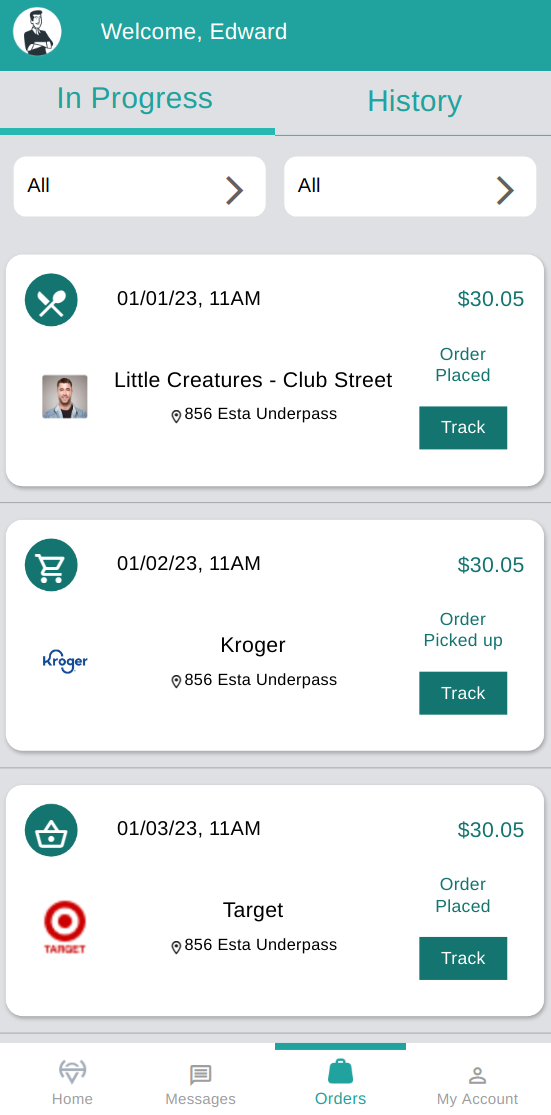 Welcome, Edward
In Progress
History
All
All
01/01/23, 11AM
$30.05
Order
Placed
Little Creatures - Club Street
856 Esta Underpass
Track
01/02/23, 11AM
$30.05
Order
Picked up
Kroger
Kroger
856 Esta Underpass
Track
01/03/23, 11AM
$30.05
Order
Placed
Target
TARGET
856 Esta Underpass
Track
Home
Messages
Orders
My Account